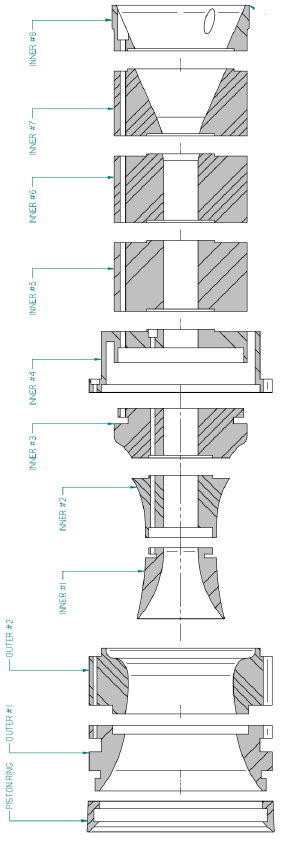 INNER #8
INNER #7
INNER #6
INNER #5
INNER #4
INNER #3
INNER #2
INNER #1
OUTER #2
OUTER #1
PISTON RING